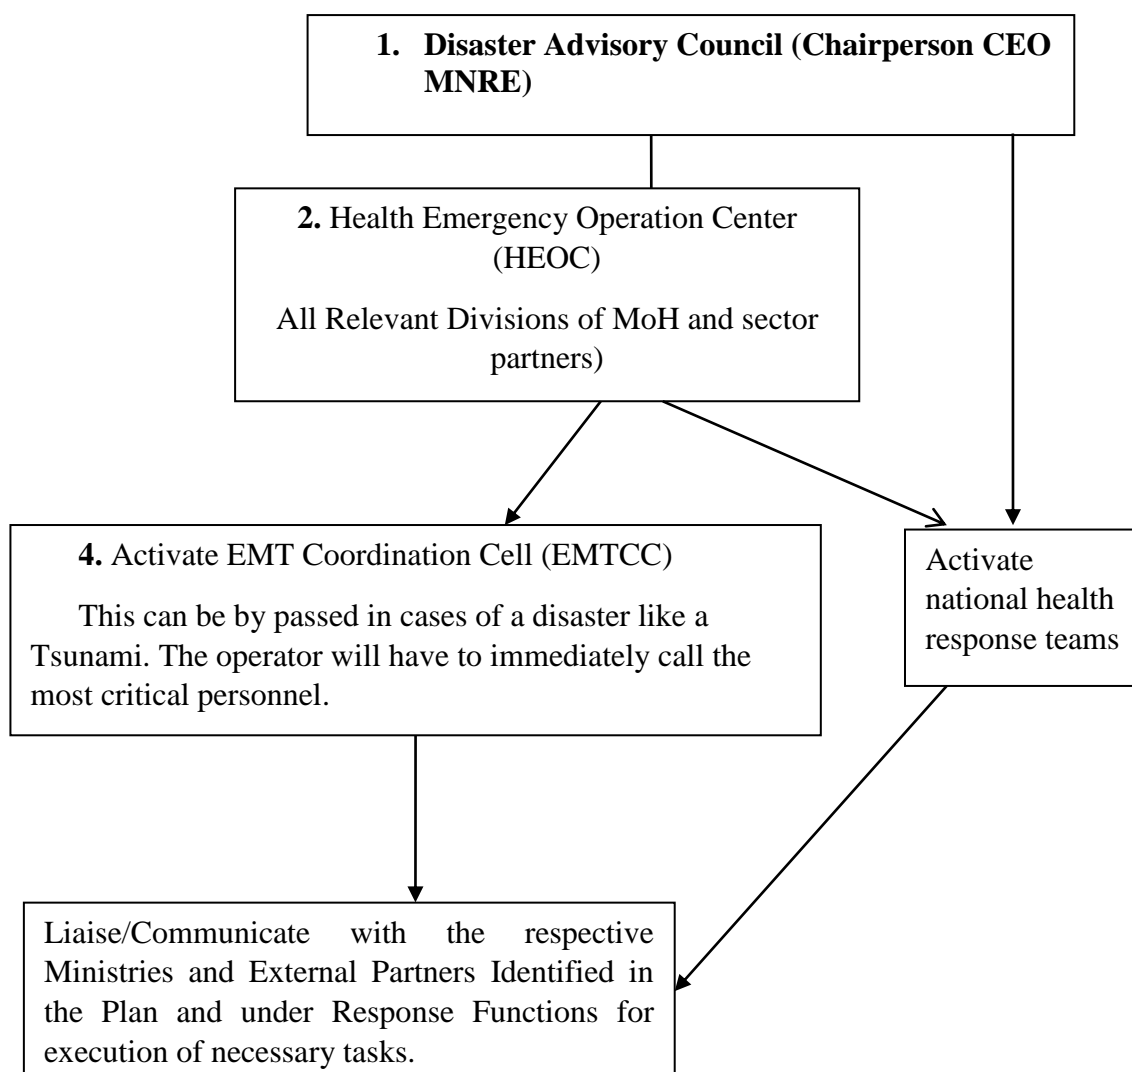 1. Disaster Advisory Council (Chairperson CEO
MNRE)
2. Health Emergency Operation Center
(HEOC)
All Relevant Divisions of MoH and sector
partners)
4. Activate EMT Coordination Cell (EMTCC)
This can be by passed in cases of a disaster like a
Tsunami. The operator will have to immediately call the
most critical personnel.
Activate
national health
response teams
Liaise/Communicate with the respective
Ministries and External Partners Identified in
the Plan and under Response Functions for
execution of necessary tasks.